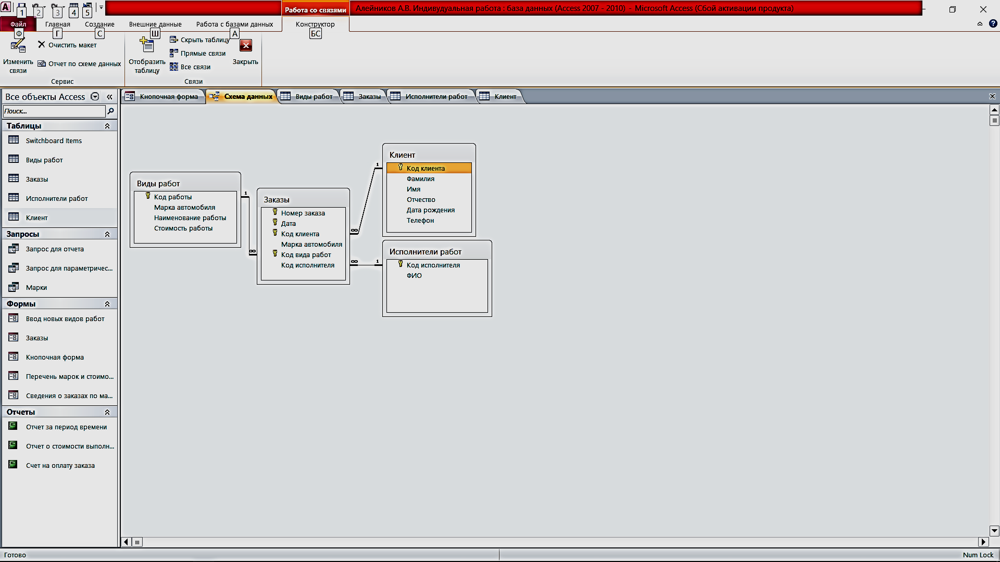 1 2 3 4 5
Работа со связями
Алейников А.В. Индивудуальная работа : база данных (Access 2007 - 2010) - Microsoft Access (Сбой активации продукта)
Файл Главная Создание Внешние данные Работа с базами данных Конструктор
Ф Г С Ш А БС
Изменить связи
Очистить макет
Отчет по схеме данных
Сервис
Отобразить таблицу
Скрыть таблицу
Прямые связи
Все связи
Закрыть
Связи
Все объекты Access
Поиск...
Таблицы
Switchboard Items
Виды работ
Заказы
Исполнители работ
Клиент
Запросы
Запрос для отчета
Запрос для параметричес...
Марки
Формы
Ввод новых видов работ
Заказы
Кнопочная форма
Перечень марок и стоимо...
Сведения о заказах по ма...
Отчеты
Отчет за период времени
Отчет о стоимости выполн...
Счет на оплату заказа
Кнопочная форма Схема данных Виды работ Заказы Исполнители работ Клиент
Виды работ
Код работы
Марка автомобиля
Наименование работы
Стоимость работы
1
∞
Заказы
Номер заказа
Дата
Код клиента
Марка автомобиля
Код вида работ
Код исполнителя
∞
1
∞ 1
Клиент
Код клиента
Фамилия
Имя
Отчество
Дата рождения
Телефон
Исполнители работ
Код исполнителя
ФИО
Готово
Num Lock